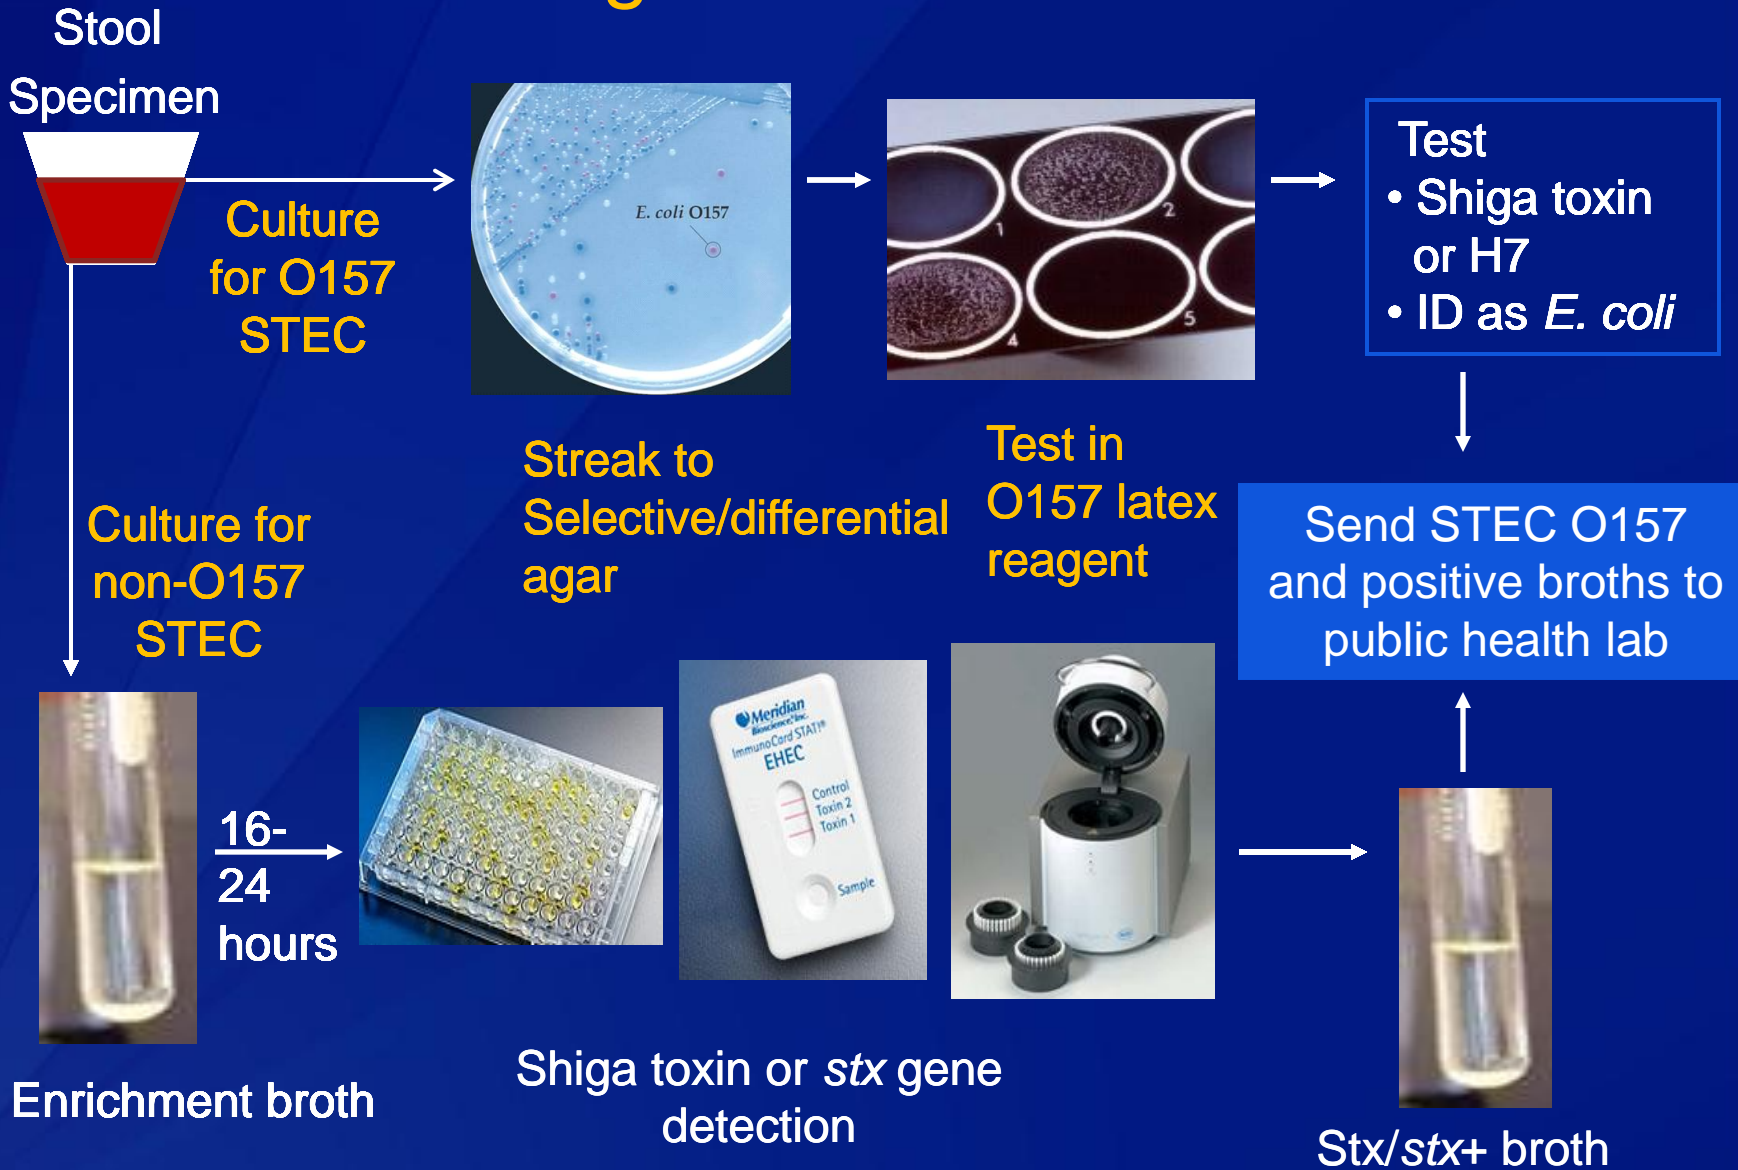 Stool
Specimen
Culture
for O157
STEC
E. coli O157
1
2
4
5
Test
• Shiga toxin
or H7
• ID as E. coli
Streak to
Selective/differential
agar
Test in
O157 latex
reagent
Send STEC O157
and positive broths to
public health lab
Culture for
non-O157
STEC
16-
24
hours
Meridian
Bioscience, Inc.
ImmunoCard STAT!®
EHEC
Control
Toxin 2
Toxin 1
Sample
Enrichment broth
Shiga toxin or stx gene
detection
Stx/stx+ broth